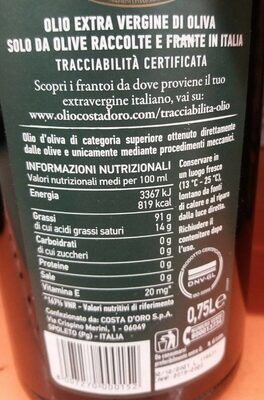 OLIO EXTRA VERGINE DI OLIVA
SOLO DA OLIVE RACCOLTE E FRANTE IN ITALIA
TRACCIABILITÀ CERTIFICATA
Scopri i frantoi da dove proviene il tuo
extravergine italiano, vai su:
www.oliocostadoro.it/tracciabilita-olio
Olio d'oliva di categoria superiore ottenuto direttamente
dalle olive e unicamente mediante procedimenti meccanici.
INFORMAZIONI NUTRIZIONALI
Valori nutrizionali medi per 100 ml
Energia 3367 kJ
819 kcal
Grassi 91 g
di cui acidi grassi saturi 14 g
Carboidrati 0 g
di cui zuccheri 0 g
Proteine 0 g
Sale 0 g
Vitamina E 20 mg*
*167% VNR - Valori nutritivi di riferimento
Confezionato da: COSTA D'ORO S.p.A.
Via Crispino Merini, 1 - 06049
SPOLETO (Pg) - ITALIA
Conservare in
un luogo fresco
(13 °C - 25 °C),
lontano da fonti
di calore e al riparo
dalla luce diretta.
Richiudere il
contenitore dopo
l'uso.
DNV·GL
0,75L e